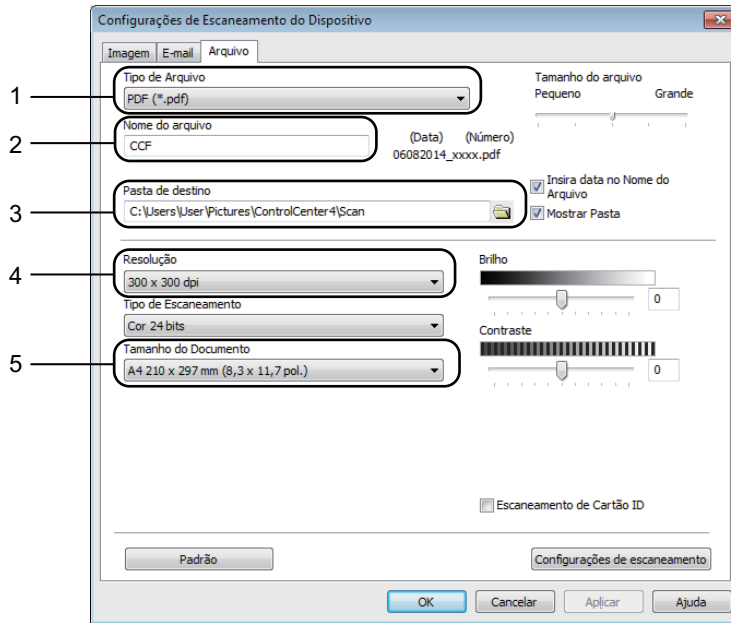 Configurações de Escaneamento do Dispositivo
Imagem E-mail Arquivo
1
Tipo de Arquivo
PDF (*.pdf)
Tamanho do arquivo
Pequeno Grande
2
Nome do arquivo
CCF
(Data) (Número)
06082014_xxxx.pdf
3
Pasta de destino
C:\Users\User\Pictures\ControlCenter4\Scan
Insira data no Nome do
Arquivo
Mostrar Pasta
4
Resolução
300 x 300 dpi
Tipo de Escaneamento
Cor 24 bits
5
Tamanho do Documento
A4 210 x 297 mm (8,3 x 11,7 pol.)
Brilho
0
Contraste
0
Escaneamento de Cartão ID
Padrão
Configurações de escaneamento
OK Cancelar Aplicar Ajuda